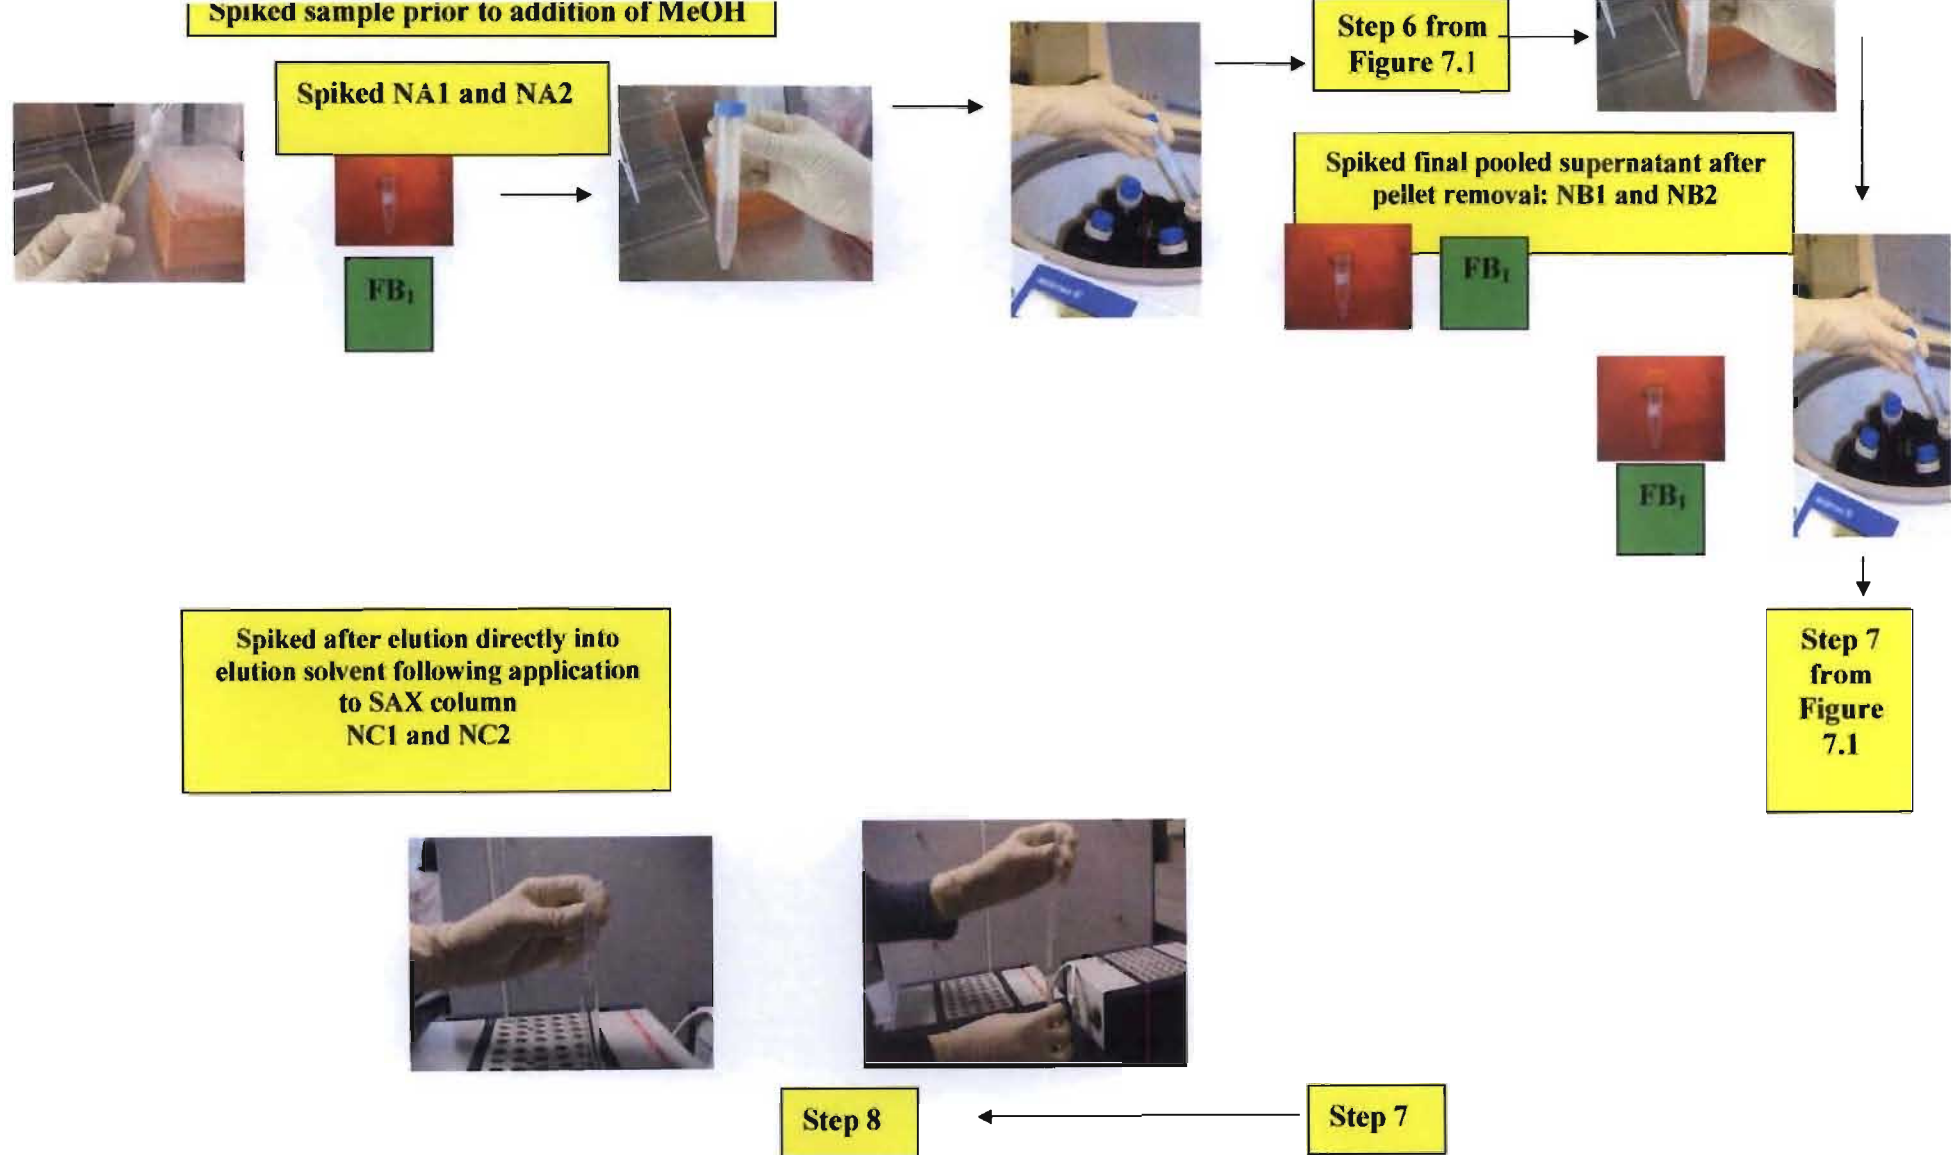 Spiked sample prior to addition of MeOH
Spiked NA1 and NA2
FB₁
Step 6 from
Figure 7.1
Spiked final pooled supernatant after
pellet removal: NB1 and NB2
FB₁
FB₁
Step 7
from
Figure
7.1
Spiked after elution directly into
elution solvent following application
to SAX column
NC1 and NC2
Step 8
Step 7